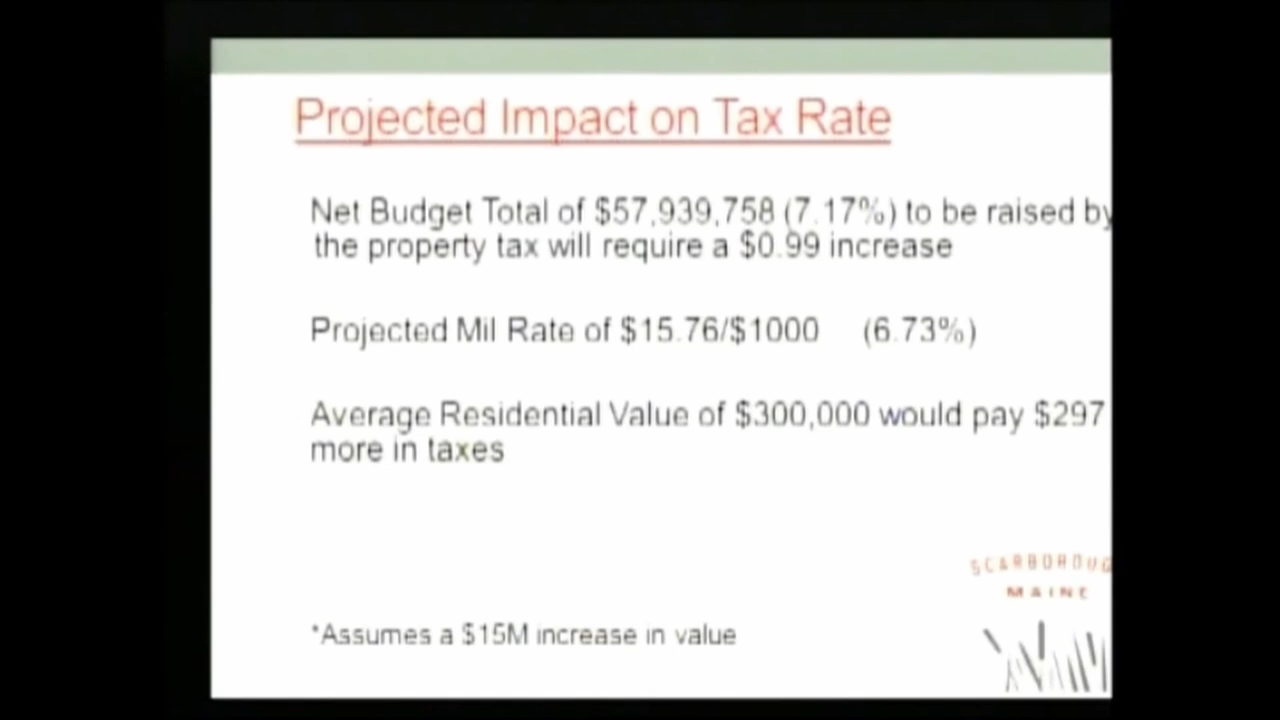 Projected Impact on Tax Rate
Net Budget Total of $57,939,758 (7.17%) to be raised by
the property tax will require a $0.99 increase
Projected Mil Rate of $15.76/$1000 (6.73%)
Average Residential Value of $300,000 would pay $297
more in taxes
SCARBOROUG
MAINE
*Assumes a $15M increase in value